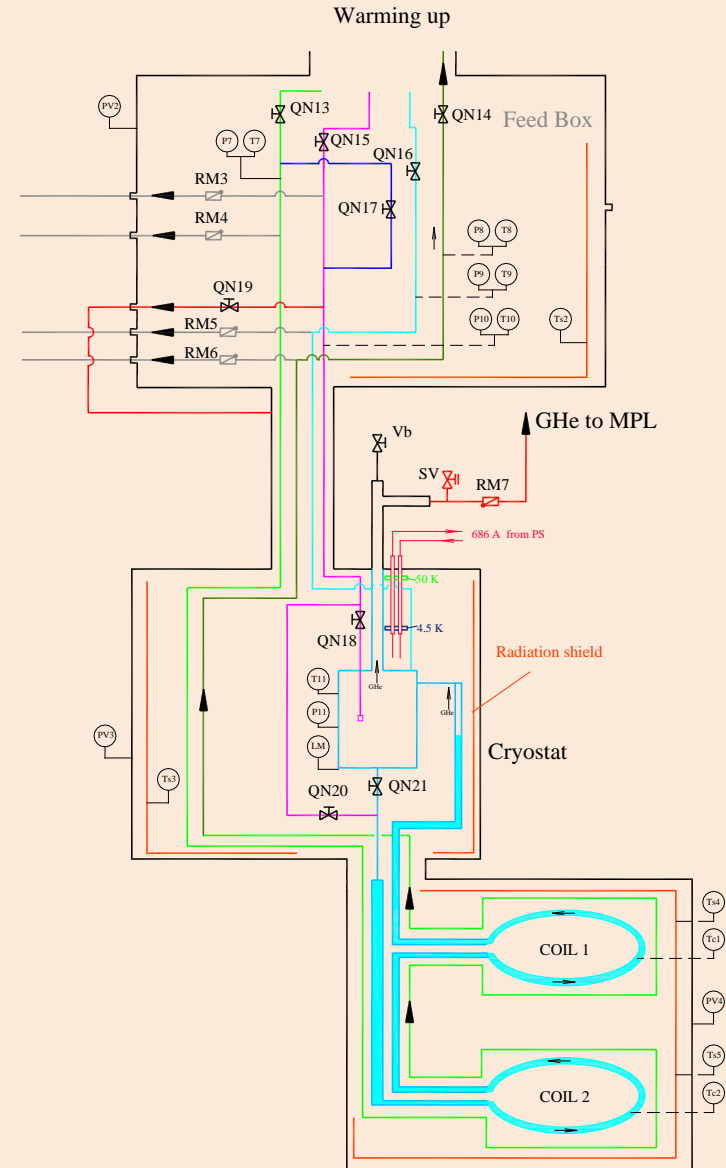 Warming up
PV2
QN13
QN14
Feed Box
P7 T7
QN15
QN16
RM3
QN17
RM4
P8 T8
P9 T9
QN19
P10 T10
Ts2
RM5
RM6
GHe to MPL
Vb
SV
RM7
686 A from PS
50 K
4.5 K
QN18
Radiation shield
T11
GHe
GHe
P11
PV3
LM
Cryostat
Ts3
QN20
QN21
Ts4
Tc1
COIL 1
PV4
Ts5
Tc2
COIL 2